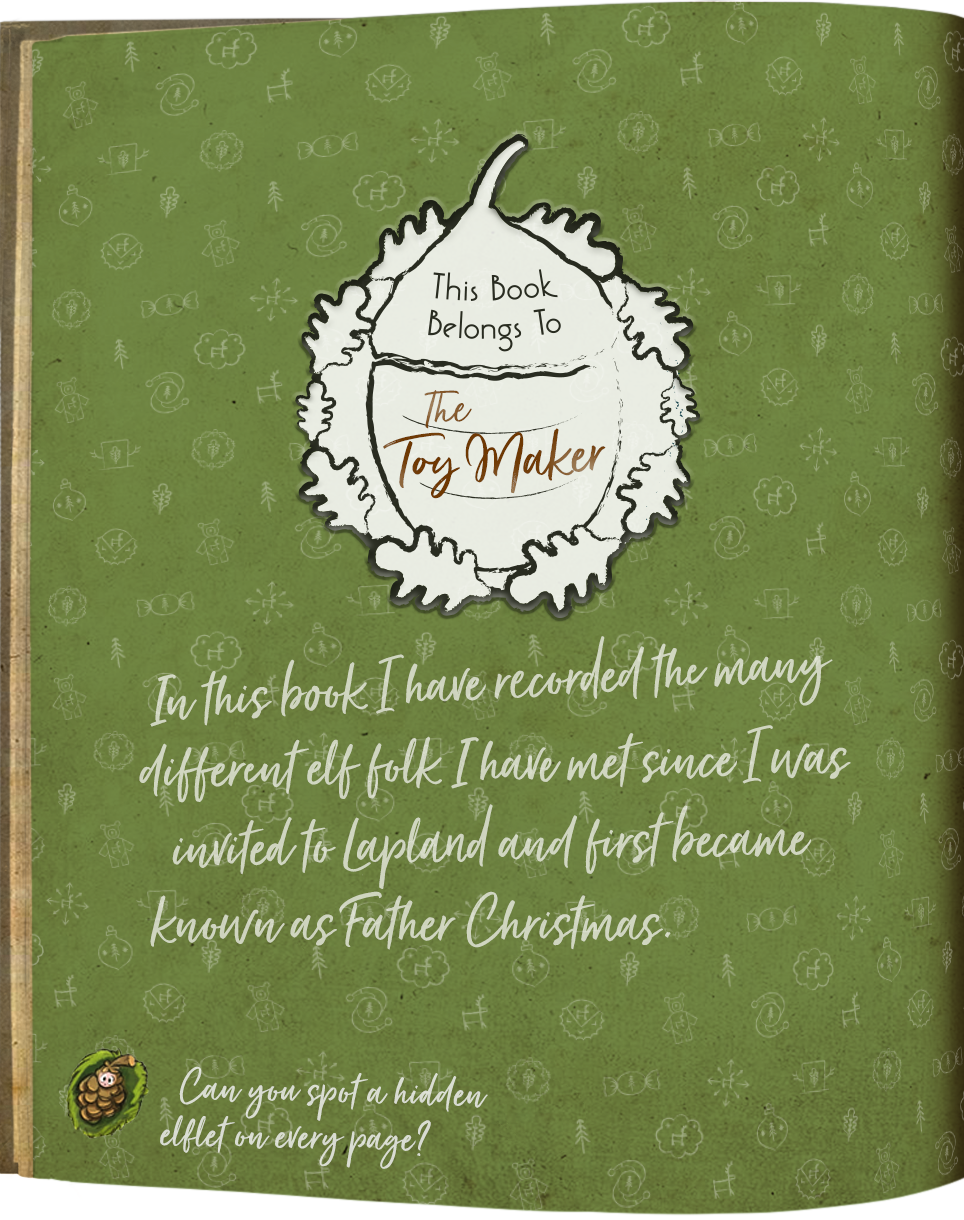 This Book
Belongs To
The
Toy Maker
In this book I have recorded the many
different elf folk I have met since I was
invited to Lapland and first became
known as Father Christmas.
Can you spot a hidden
elflet on every page?